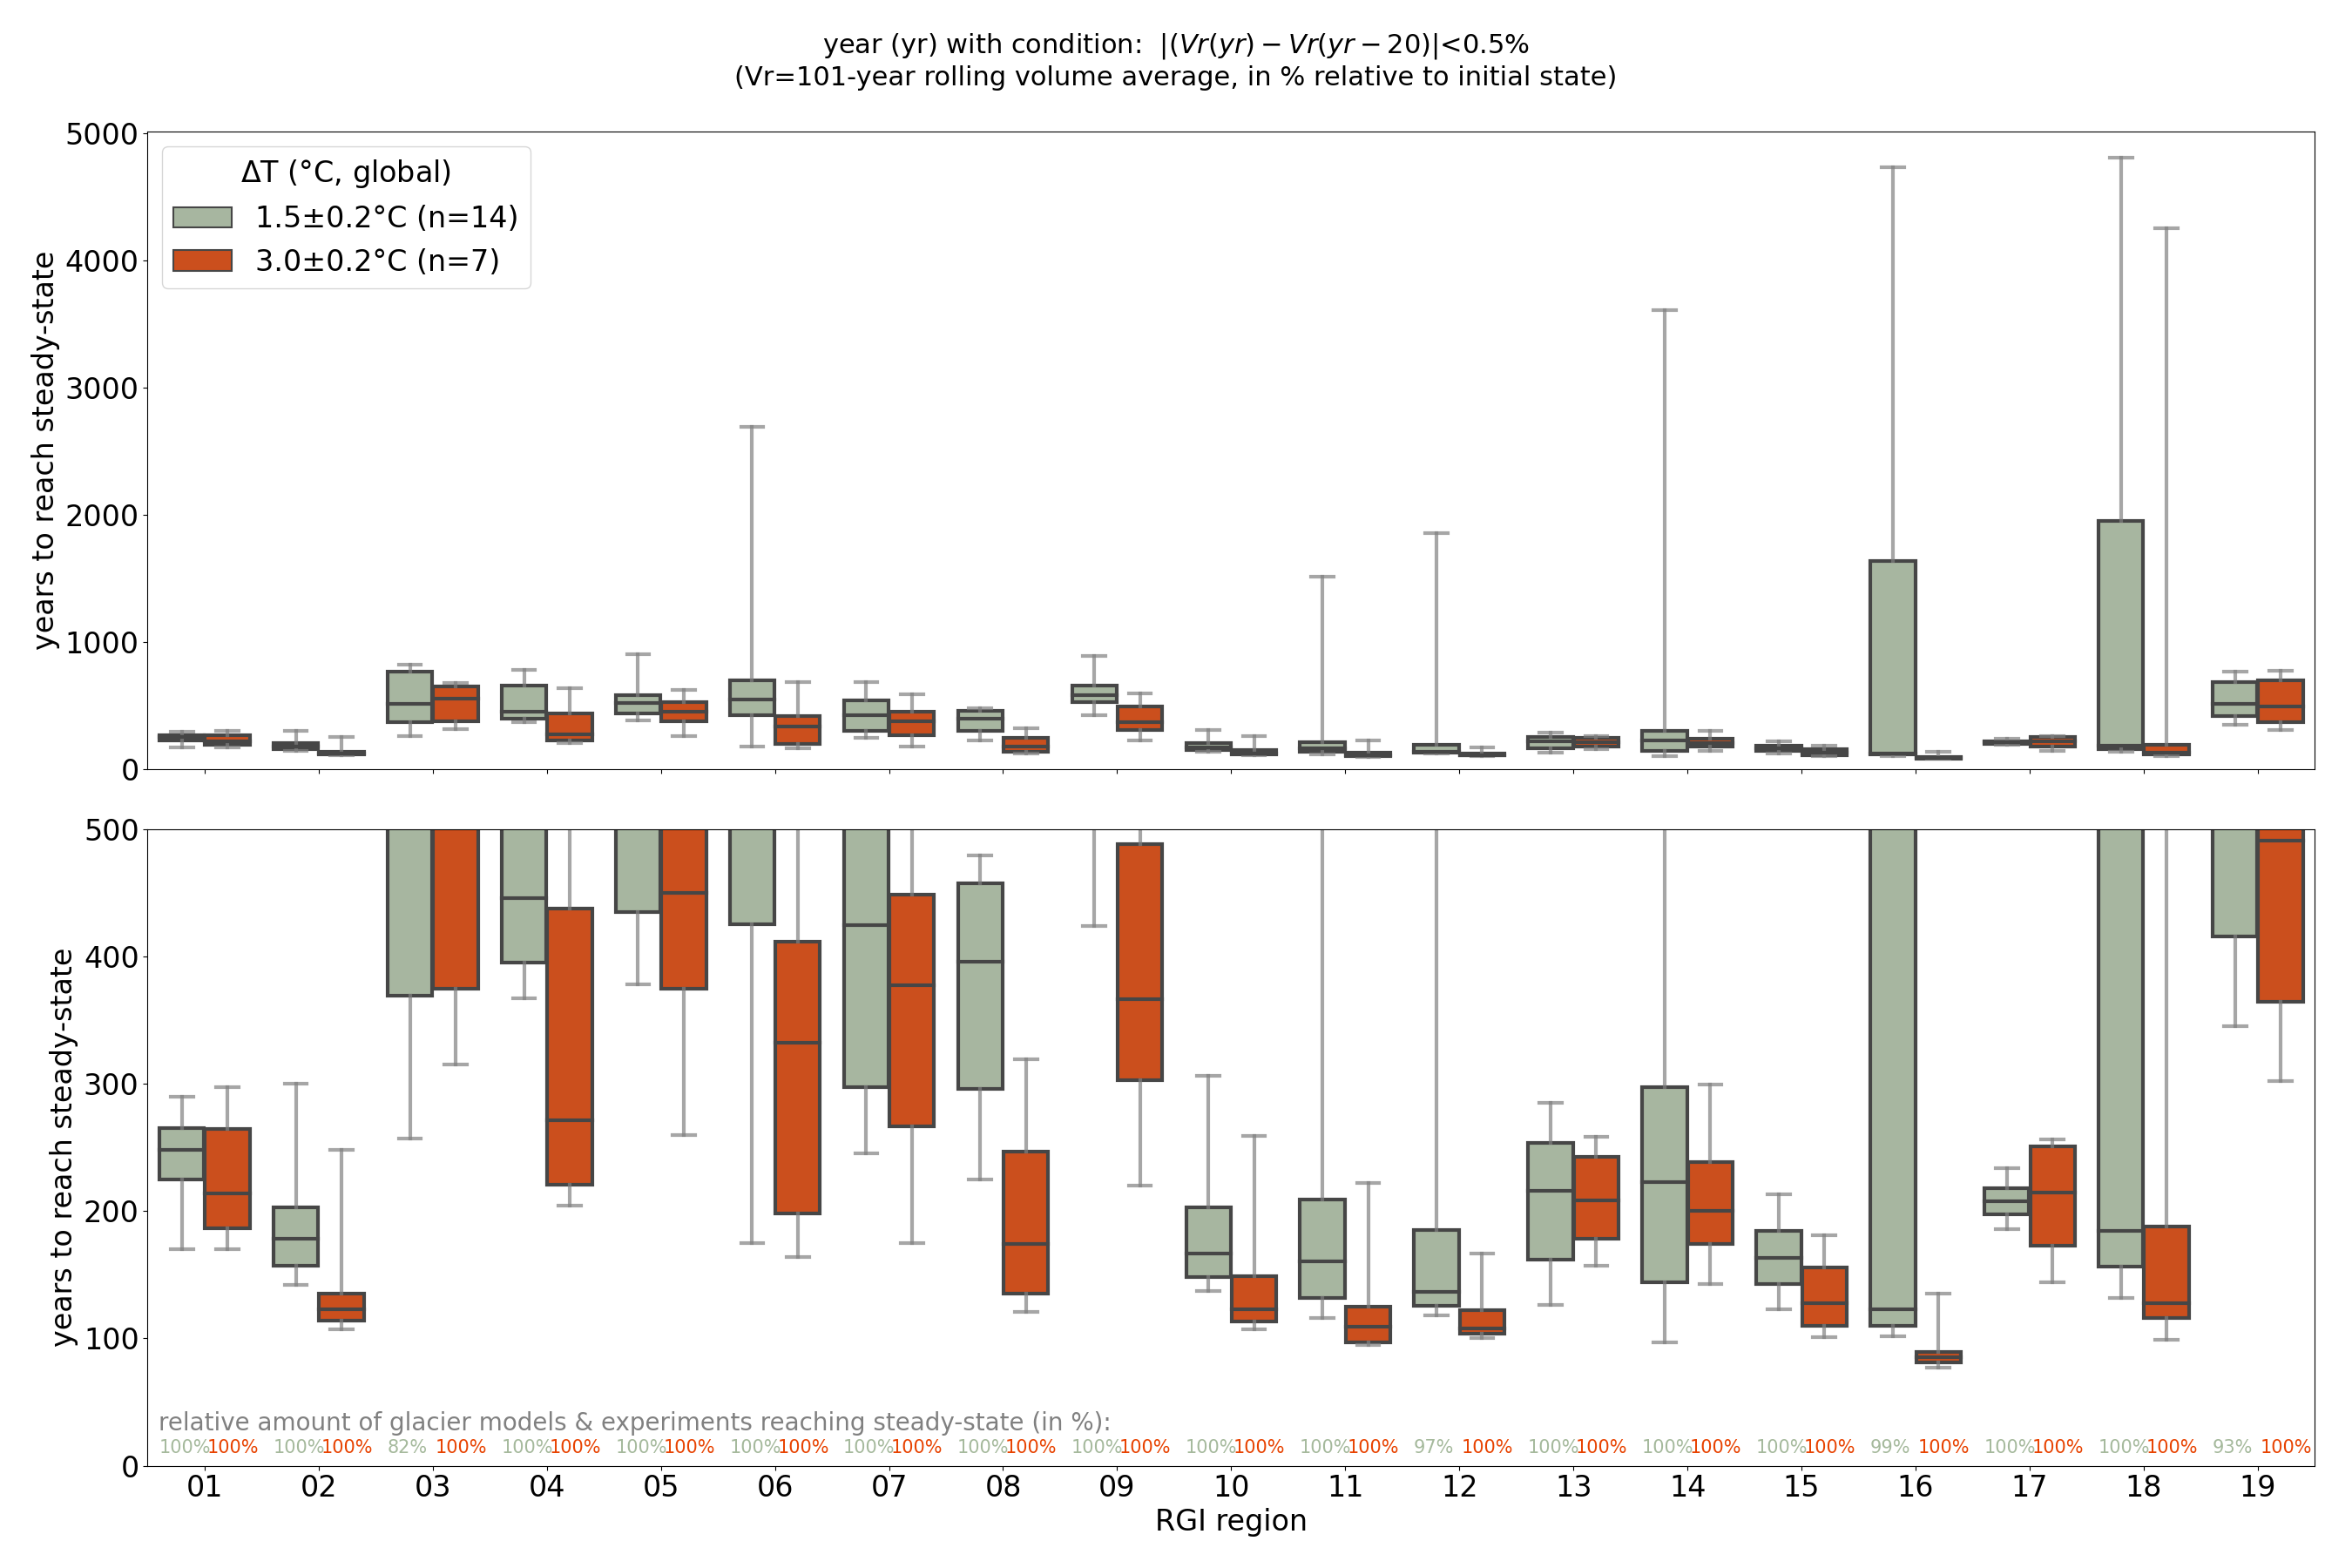 year (yr) with condition: |(Vr(yr) − Vr(yr − 20)|<0.5%
(Vr=101-year rolling volume average, in % relative to initial state)
5000
4000
3000
2000
1000
0
years to reach steady-state
ΔT (°C, global)
1.5±0.2°C (n=14)
3.0±0.2°C (n=7)
500
400
300
200
100
0
years to reach steady-state
relative amount of glacier models & experiments reaching steady-state (in %):
100% 100% 100% 100% 82% 100% 100% 100% 100% 100% 100% 100% 100% 100% 100% 100% 100% 100% 100% 100% 100% 100% 97% 100% 100% 100% 100% 100% 100% 100% 99% 100% 100% 100% 100% 100% 93% 100%
01 02 03 04 05 06 07 08 09 10 11 12 13 14 15 16 17 18 19
RGI region